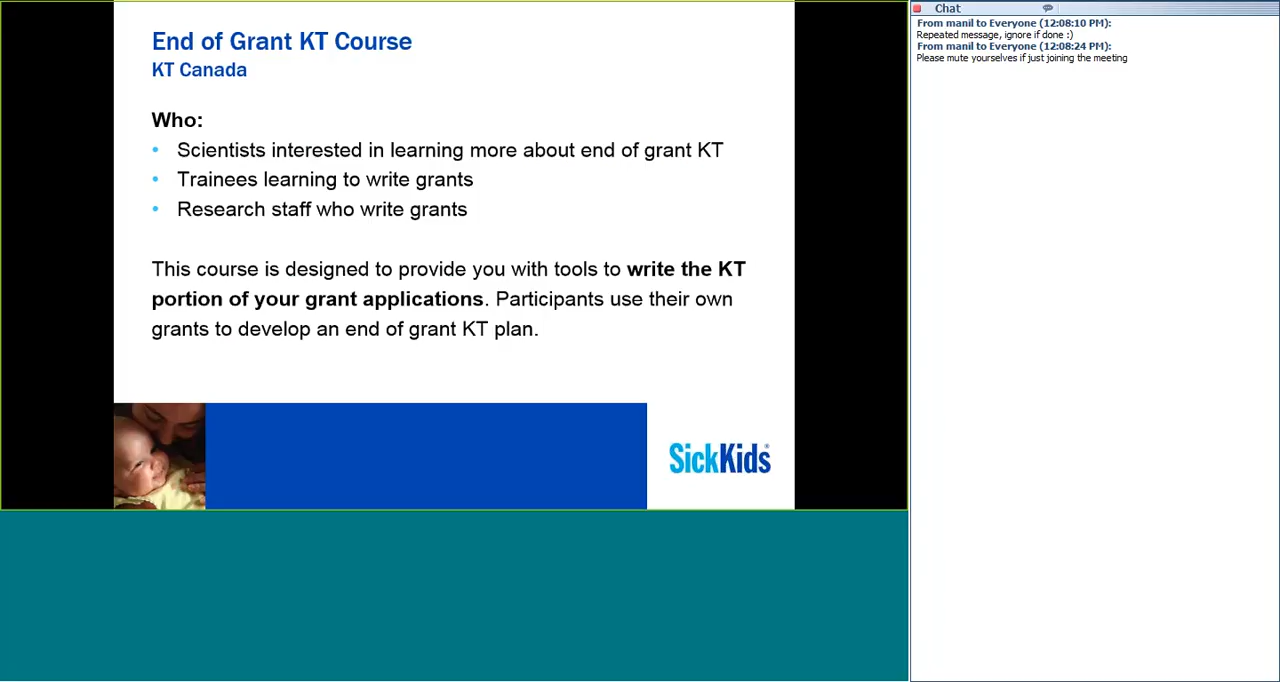 End of Grant KT Course
KT Canada
Who:
• Scientists interested in learning more about end of grant KT
• Trainees learning to write grants
• Research staff who write grants
This course is designed to provide you with tools to write the KT
portion of your grant applications. Participants use their own
grants to develop an end of grant KT plan.
SickKids®
Chat
From manil to Everyone (12:08:10 PM):
Repeated message, ignore if done :)
From manil to Everyone (12:08:24 PM):
Please mute yourselves if just joining the meeting